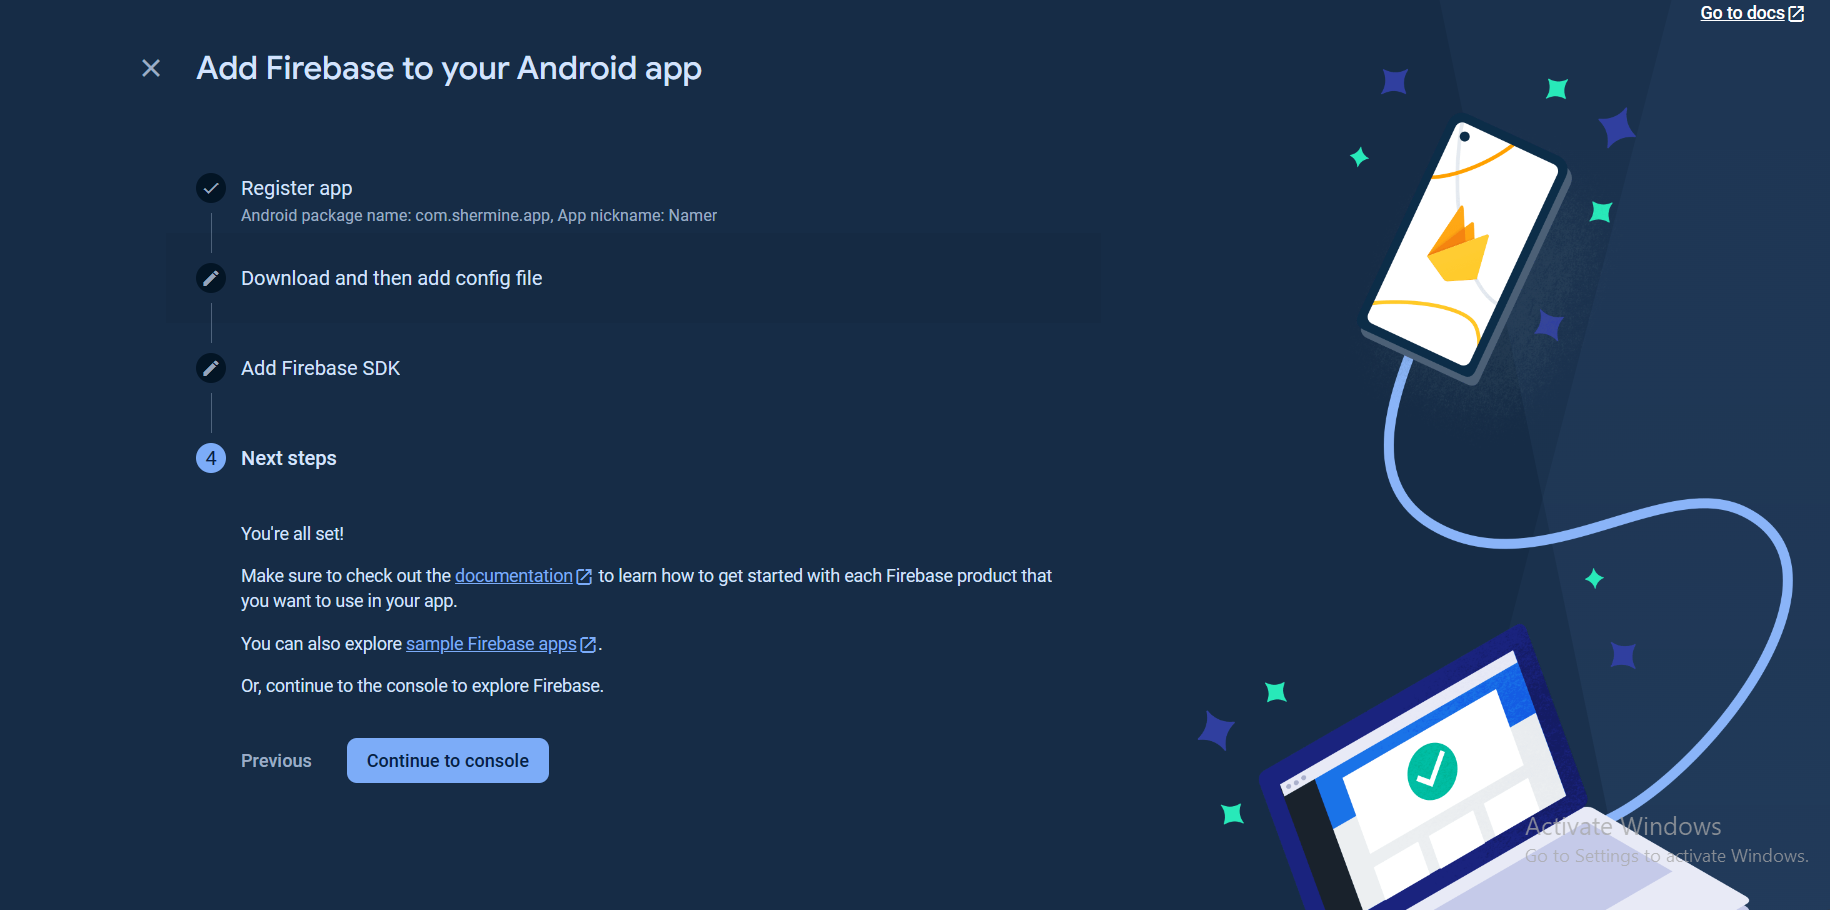 Go to docs
Add Firebase to your Android app
Register app
Android package name: com.shermine.app, App nickname: Namer
Download and then add config file
Add Firebase SDK
4 Next steps
You're all set!
Make sure to check out the documentation to learn how to get started with each Firebase product that
you want to use in your app.
You can also explore sample Firebase apps.
Or, continue to the console to explore Firebase.
Previous Continue to console
Activate Windows
Go to Settings to activate Windows.